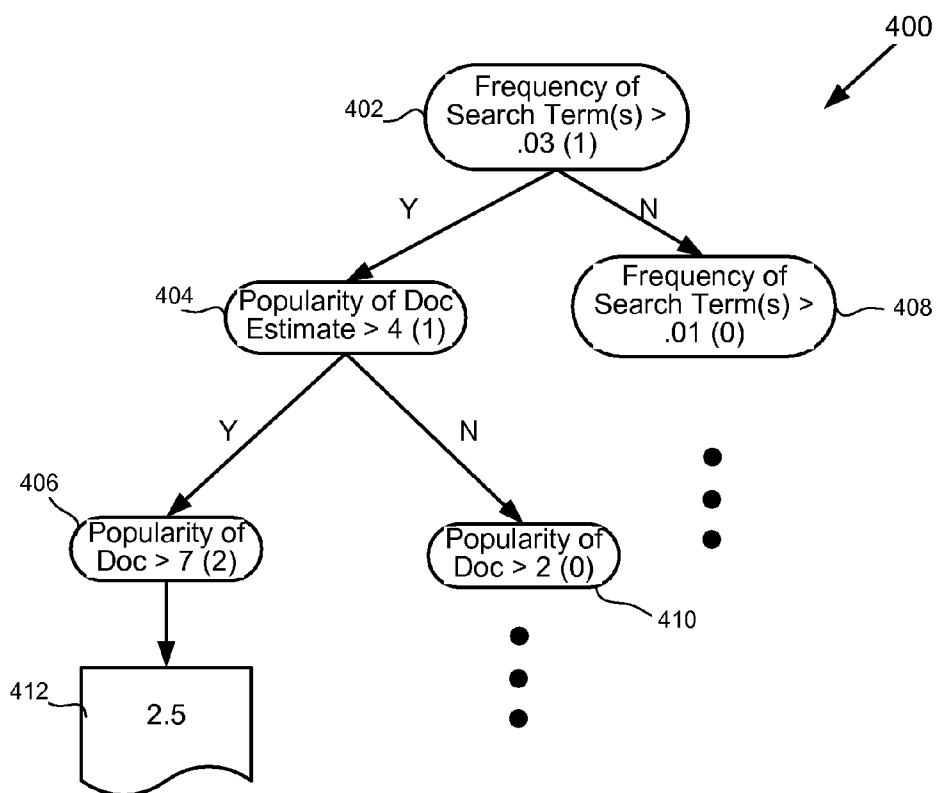 400
402
Frequency of
Search Term(s) >
.03 (1)
Y
N
404
Popularity of Doc
Estimate > 4 (1)
Frequency of
Search Term(s) >
.01 (0)
408
Y
N
406
Popularity of
Doc > 7 (2)
Popularity of
Doc > 2 (0)
410
412
2.5